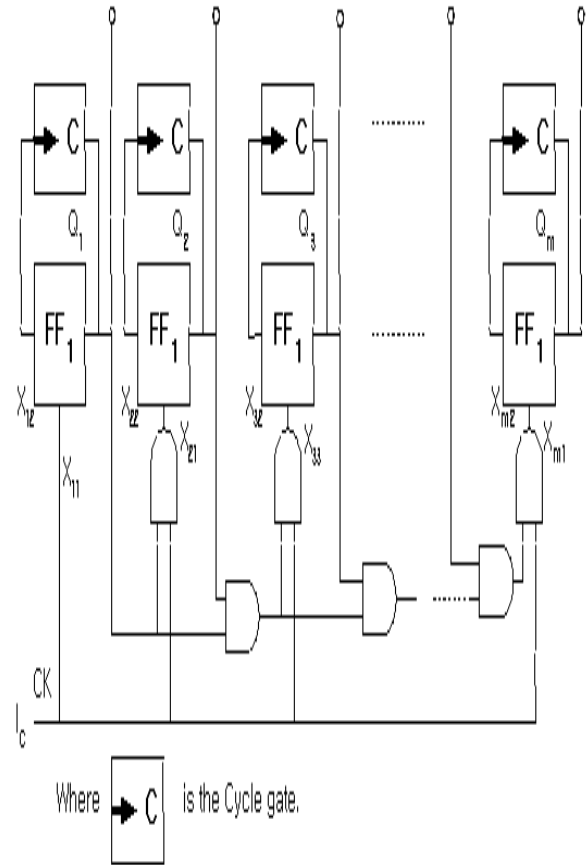 C C C C
Q1 Q2 Q3 Qm
FF1 FF1 FF1 FF1
X12 X22 X32 Xm2
X21 X33 Xm1
X11
CK
Ic
Where C is the Cycle gate.